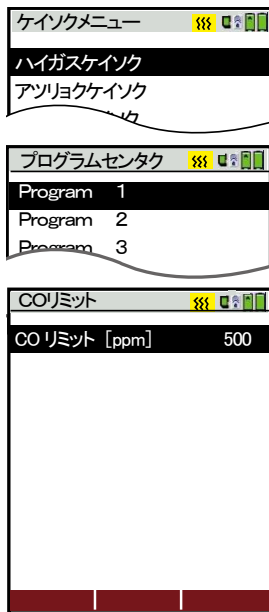 ケイソクメニュー
ハイガスケイソク
アツリョクケイソク
プログラムセンタク
Program 1
Program 2
Program 3
COリミット
CO リミット [ppm] 500